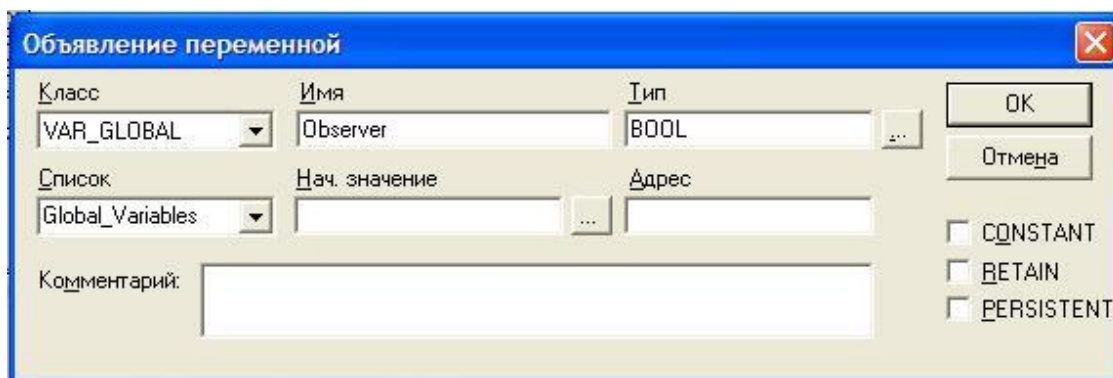 Объявление переменной
Класс Имя Тип
VAR_GLOBAL Observer BOOL ... OK
Отмена
Список Нач. значение Адрес
Global_Variables ...
CONSTANT
Комментарий: RETAIN
PERSISTENT